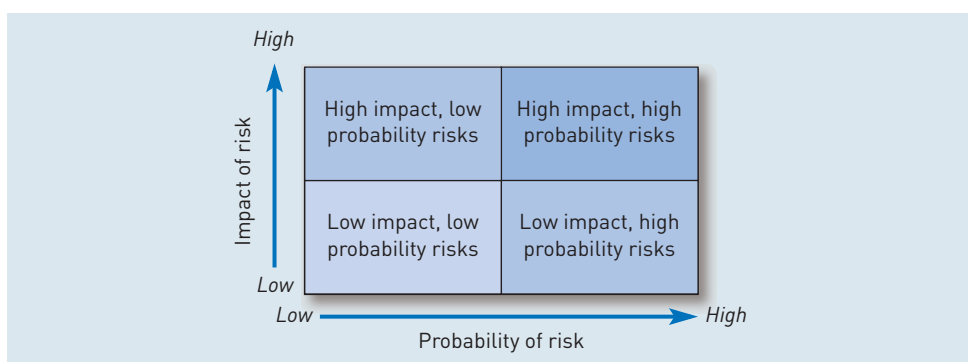 High
Impact of risk
High impact, low
probability risks
High impact, high
probability risks
Low impact, low
probability risks
Low impact, high
probability risks
Low
Low
High
Probability of risk